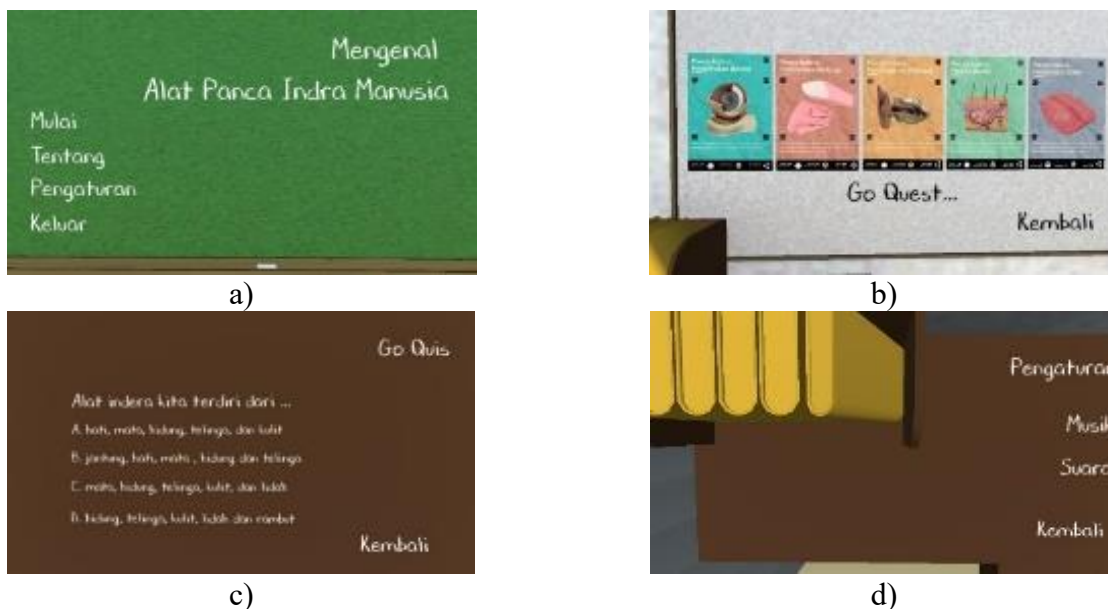 Mengenal
Alat Panca Indra Manusia
Mulai
Tentang
Pengaturan
Keluar
a)
Go Quest...
Kembali
b)
Go Quis
Alat indera kita terdiri dari ...
A. hati, mata, hidung, telinga, dan kulit
B. jantung, hati, mata , hidung dan telinga
C. mata, hidung, telinga, kulit, dan lidah
D. hidung, telinga, kulit, lidah dan rambut
Kembali
c)
Pengaturan
Musik
Suara
Kembali
d)